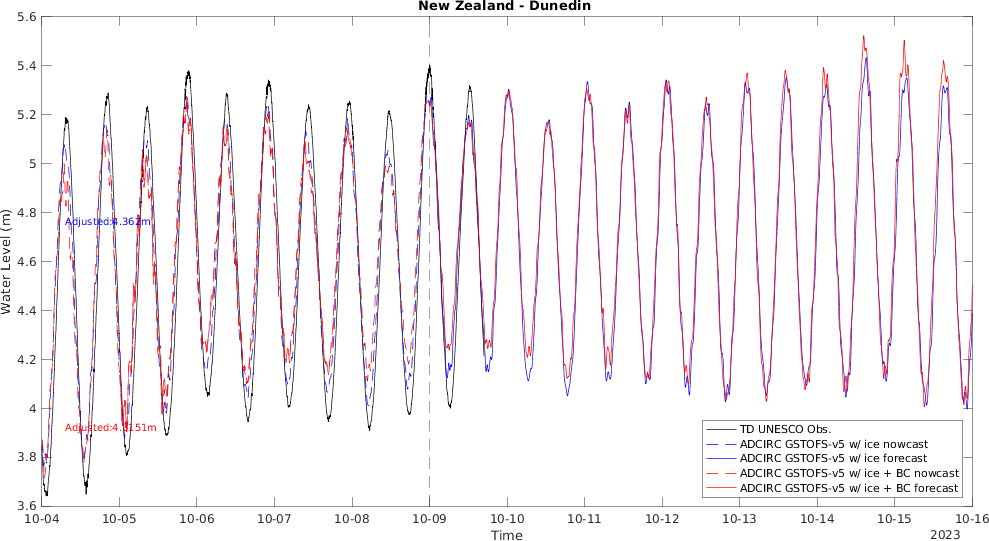 New Zealand - Dunedin
5.6
5.4
5.2
5
4.8
4.6
4.4
4.2
4
3.8
3.6
Water Level (m)
Adjusted:4.362m
TD UNESCO Obs.
ADCIRC GSTOFS-v5 w/ ice nowcast
ADCIRC GSTOFS-v5 w/ ice forecast
ADCIRC GSTOFS-v5 w/ ice + BC nowcast
ADCIRC GSTOFS-v5 w/ ice + BC forecast
10-04 10-05 10-06 10-07 10-08 10-09 10-10 10-11 10-12 10-13 10-14 10-15 10-16
Time
2023